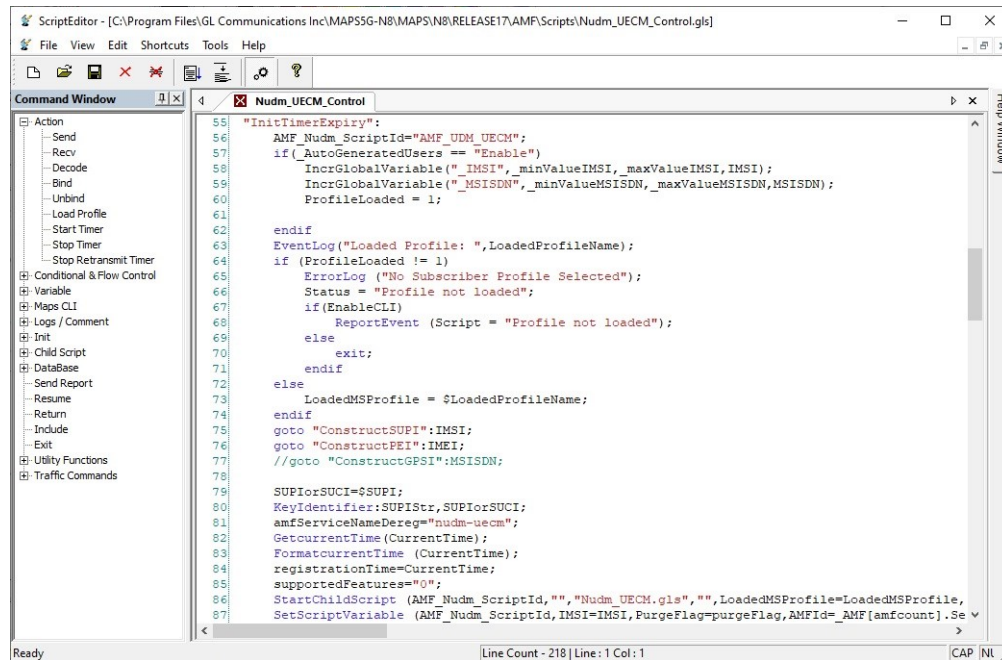 ScriptEditor - [C:\Program Files\GL Communications Inc\MAPS5G-N8\MAPS\N8\RELEASE17\AMF\Scripts\Nudm_UECM_Control.gls]
File View Edit Shortcuts Tools Help
Command Window
Nudm_UECM_Control
Help Window
Action
Send
Recv
Decode
Bind
Unbind
Load Profile
Start Timer
Stop Timer
Stop Retransmit Timer
Conditional & Flow Control
Variable
Maps CLI
Logs / Comment
Init
Child Script
DataBase
Send Report
Resume
Return
Include
Exit
Utility Functions
Traffic Commands
55 "InitTimerExpiry":
56 AMF_Nudm_ScriptId="AMF_UDM_UECM";
57 if(_AutoGeneratedUsers == "Enable")
58 IncrGlobalVariable("_IMSI",_minValueIMSI,_maxValueIMSI,IMSI);
59 IncrGlobalVariable("_MSISDN",_minValueMSISDN,_maxValueMSISDN,MSISDN);
60 ProfileLoaded = 1;
61
62 endif
63 EventLog("Loaded Profile: ",LoadedProfileName);
64 if (ProfileLoaded != 1)
65 ErrorLog ("No Subscriber Profile Selected");
66 Status = "Profile not loaded";
67 if(EnableCLI)
68 ReportEvent (Script = "Profile not loaded");
69 else
70 exit;
71 endif
72 else
73 LoadedMSProfile = $LoadedProfileName;
74 endif
75 goto "ConstructSUPI":IMSI;
76 goto "ConstructPEI":IMEI;
77 //goto "ConstructGPSI":MSISDN;
78
79 SUPIorSUCI=$SUPI;
80 KeyIdentifier:SUPIStr,SUPIorSUCI;
81 amfServiceNameDereg="nudm-uecm";
82 GetcurrentTime(CurrentTime);
83 FormatcurrentTime (CurrentTime);
84 registrationTime=CurrentTime;
85 supportedFeatures="0";
86 StartChildScript (AMF_Nudm_ScriptId,"","Nudm_UECM.gls","",LoadedMSProfile=LoadedMSProfile,
87 SetScriptVariable (AMF_Nudm_ScriptId,IMSI=IMSI,PurgeFlag=purgeFlag,AMFId=_AMF[amfcount].Se
Ready Line Count - 218 | Line : 1 Col : 1 CAP